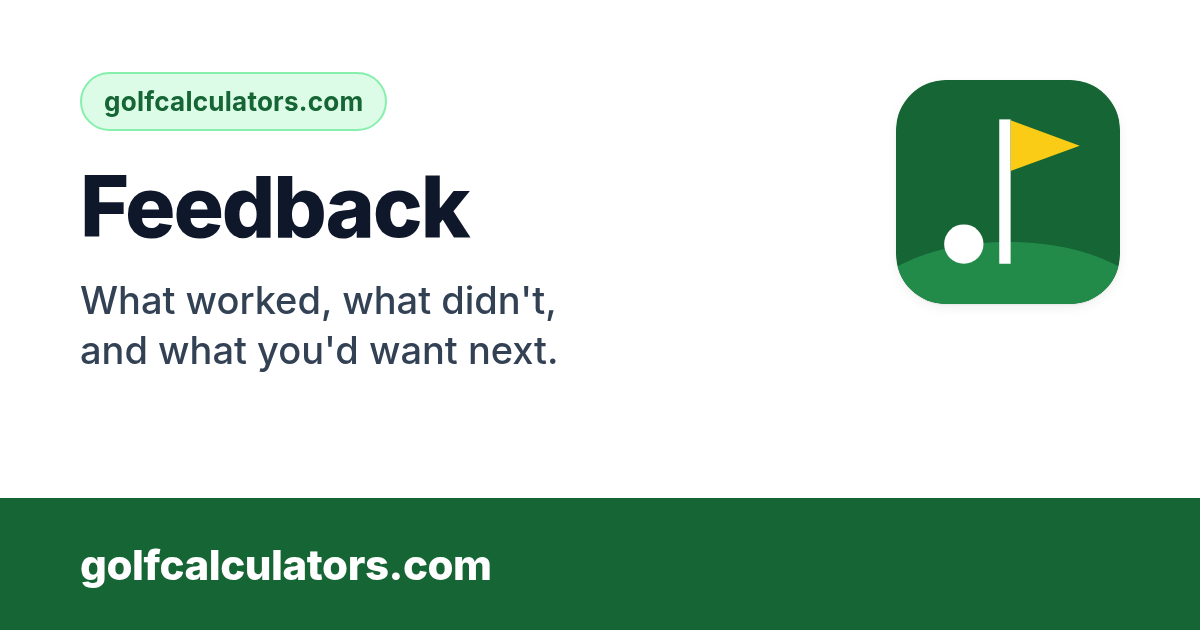 golfcalculators.com
Feedback
What worked, what didn't,
and what you'd want next.
golfcalculators.com